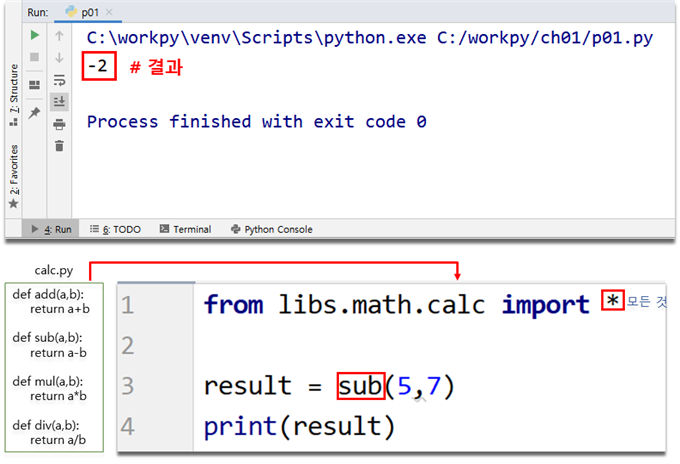 Run: p01
C:\workpy\venv\Scripts\python.exe C:/workpy/ch01/p01.py
-2 # 결과
Process finished with exit code 0
7: Structure
2: Favorites
4: Run 6: TODO Terminal Python Console
calc.py
def add(a,b):
return a+b
def sub(a,b):
return a-b
def mul(a,b):
return a*b
def div(a,b):
return a/b
1 from libs.math.calc import * 모든 것
2
3 result = sub(5,7)
4 print(result)